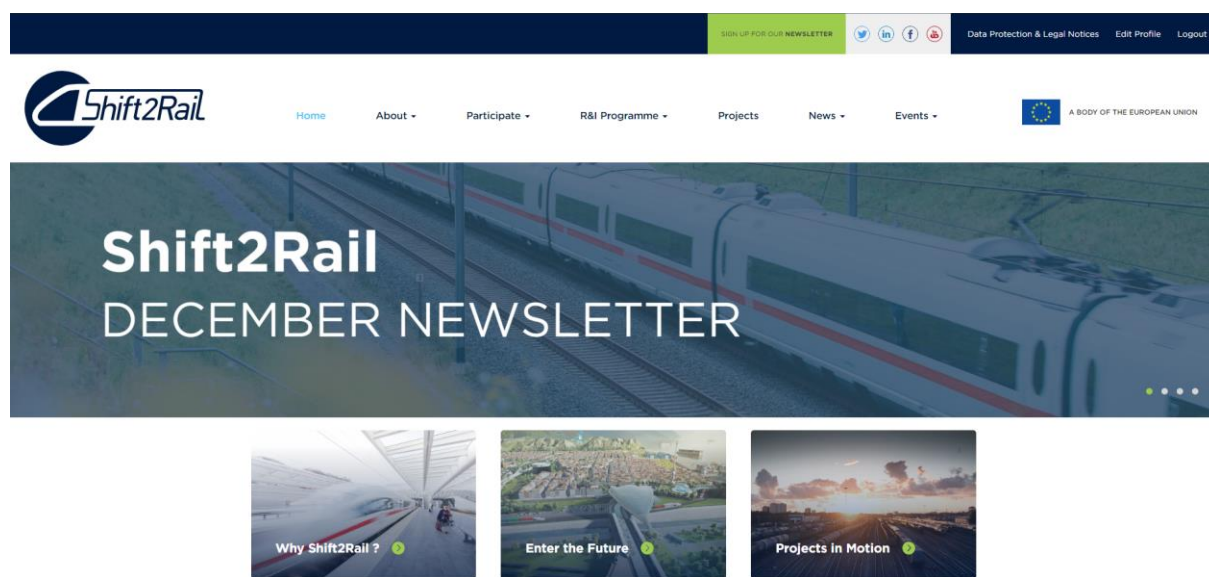 SIGN UP FOR OUR NEWSLETTER
Data Protection & Legal Notices Edit Profile Logout
Shift2Rail
Home About Participate R&I Programme Projects News Events
A BODY OF THE EUROPEAN UNION
Shift2Rail
DECEMBER NEWSLETTER
Why Shift2Rail ? Enter the Future Projects in Motion